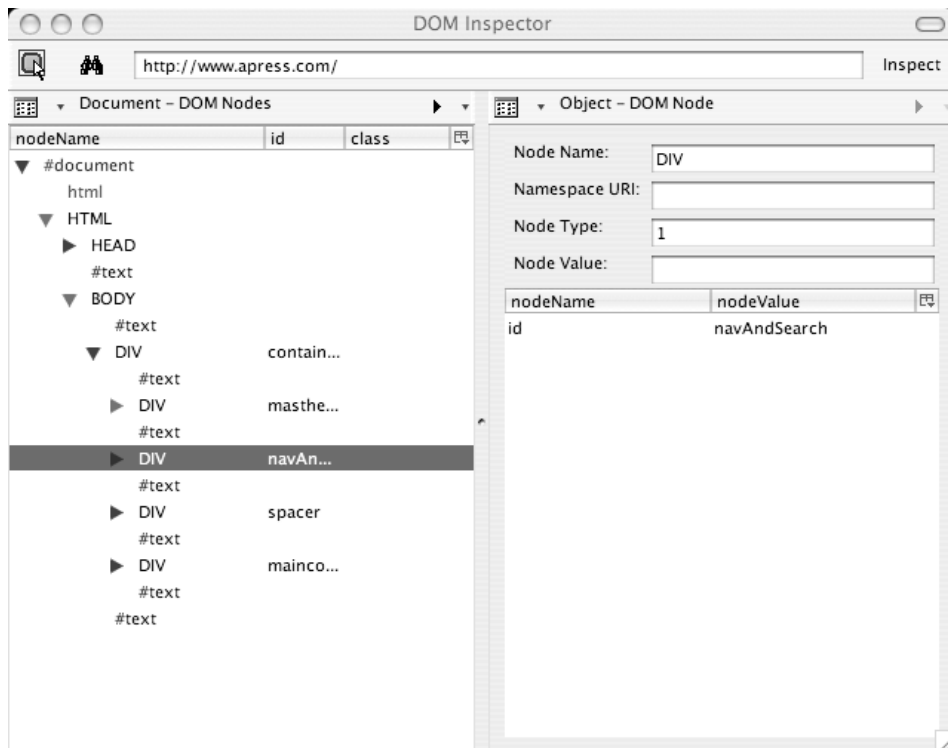 DOM Inspector
http://www.apress.com/ Inspect
Document – DOM Nodes
nodeName id class
#document
html
HTML
HEAD
#text
BODY
#text
DIV contain...
#text
DIV masthe...
#text
DIV navAn...
#text
DIV spacer
#text
DIV mainco...
#text
#text
Object – DOM Node
Node Name: DIV
Namespace URI:
Node Type: 1
Node Value:
nodeName nodeValue
id navAndSearch